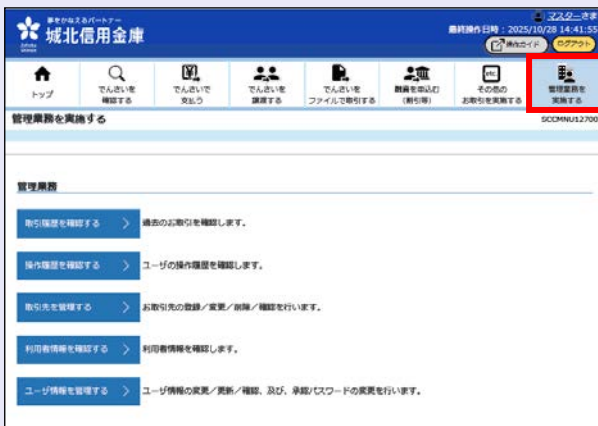 夢をかなえるパートナー
城北信用金庫
マスターさま
最終操作日時：2025/10/28 14:41:55
操作ガイド
ログアウト
トップ
でんさいを
確認する
でんさいで
支払う
でんさいを
譲渡する
でんさいを
ファイルで取引する
融資を申込む
(割引等)
etc.
その他の
お取引を実施する
管理業務を
実施する
管理業務を実施する
SCCMNU12700
管理業務
取引履歴を確認する
過去のお取引を確認します。
操作履歴を確認する
ユーザの操作履歴を確認します。
取引先を管理する
お取引先の登録／変更／削除／確認を行います。
利用者情報を確認する
利用者情報を確認します。
ユーザ情報を管理する
ユーザ情報の変更／更新／確認、及び、承認パスワードの変更を行います。